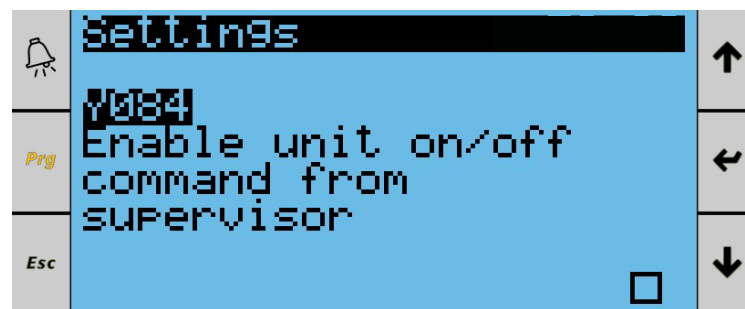 Settings
Y084
Prg
Enable unit on/off
command from
supervisor
Esc